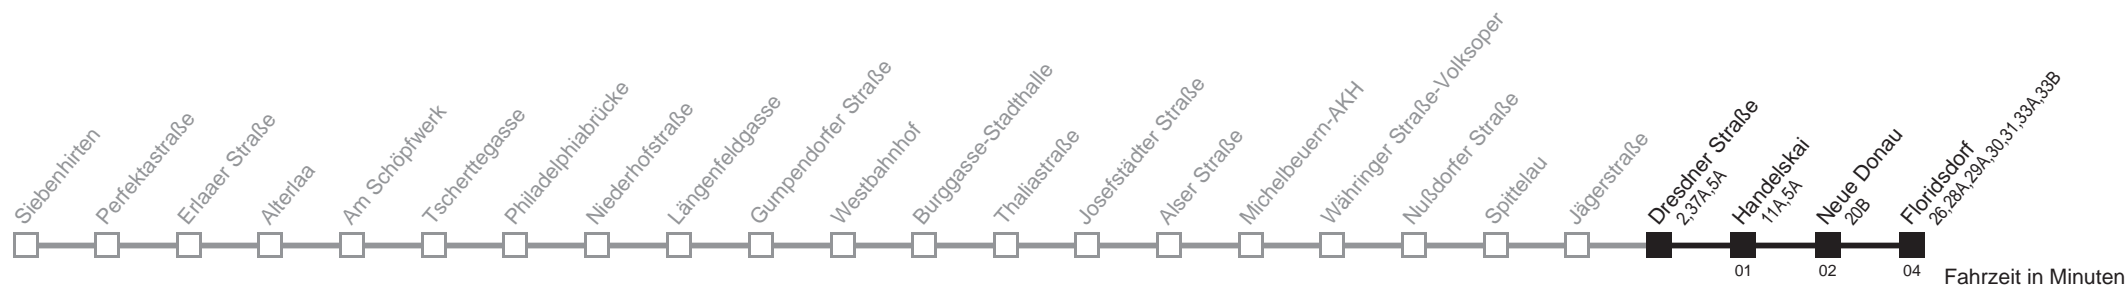 Siebenhirten
Perfektastraße
Erlaaer Straße
Alterlaa
Am Schöpfwerk
Tscherttegasse
Philadelphiabrücke
Niederhofstraße
Längenfeldgasse
Gumpendorfer Straße
Westbahnhof
Burggasse-Stadthalle
Thaliastraße
Josefstädter Straße
Alser Straße
Michelbeuern-AKH
Währinger Straße-Volksoper
Nußdorfer Straße
Spittelau
Jägerstraße
Dresdner Straße
2,37A,5A
Handelskai
11A,5A
Neue Donau
20B
Floridsdorf
26,28A,29A,30,31,33A,33B
01
02
04
Fahrzeit in Minuten